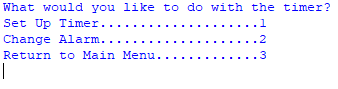 What would you like to do with the timer?
Set Up Timer....................1
Change Alarm....................2
Return to Main Menu.............3